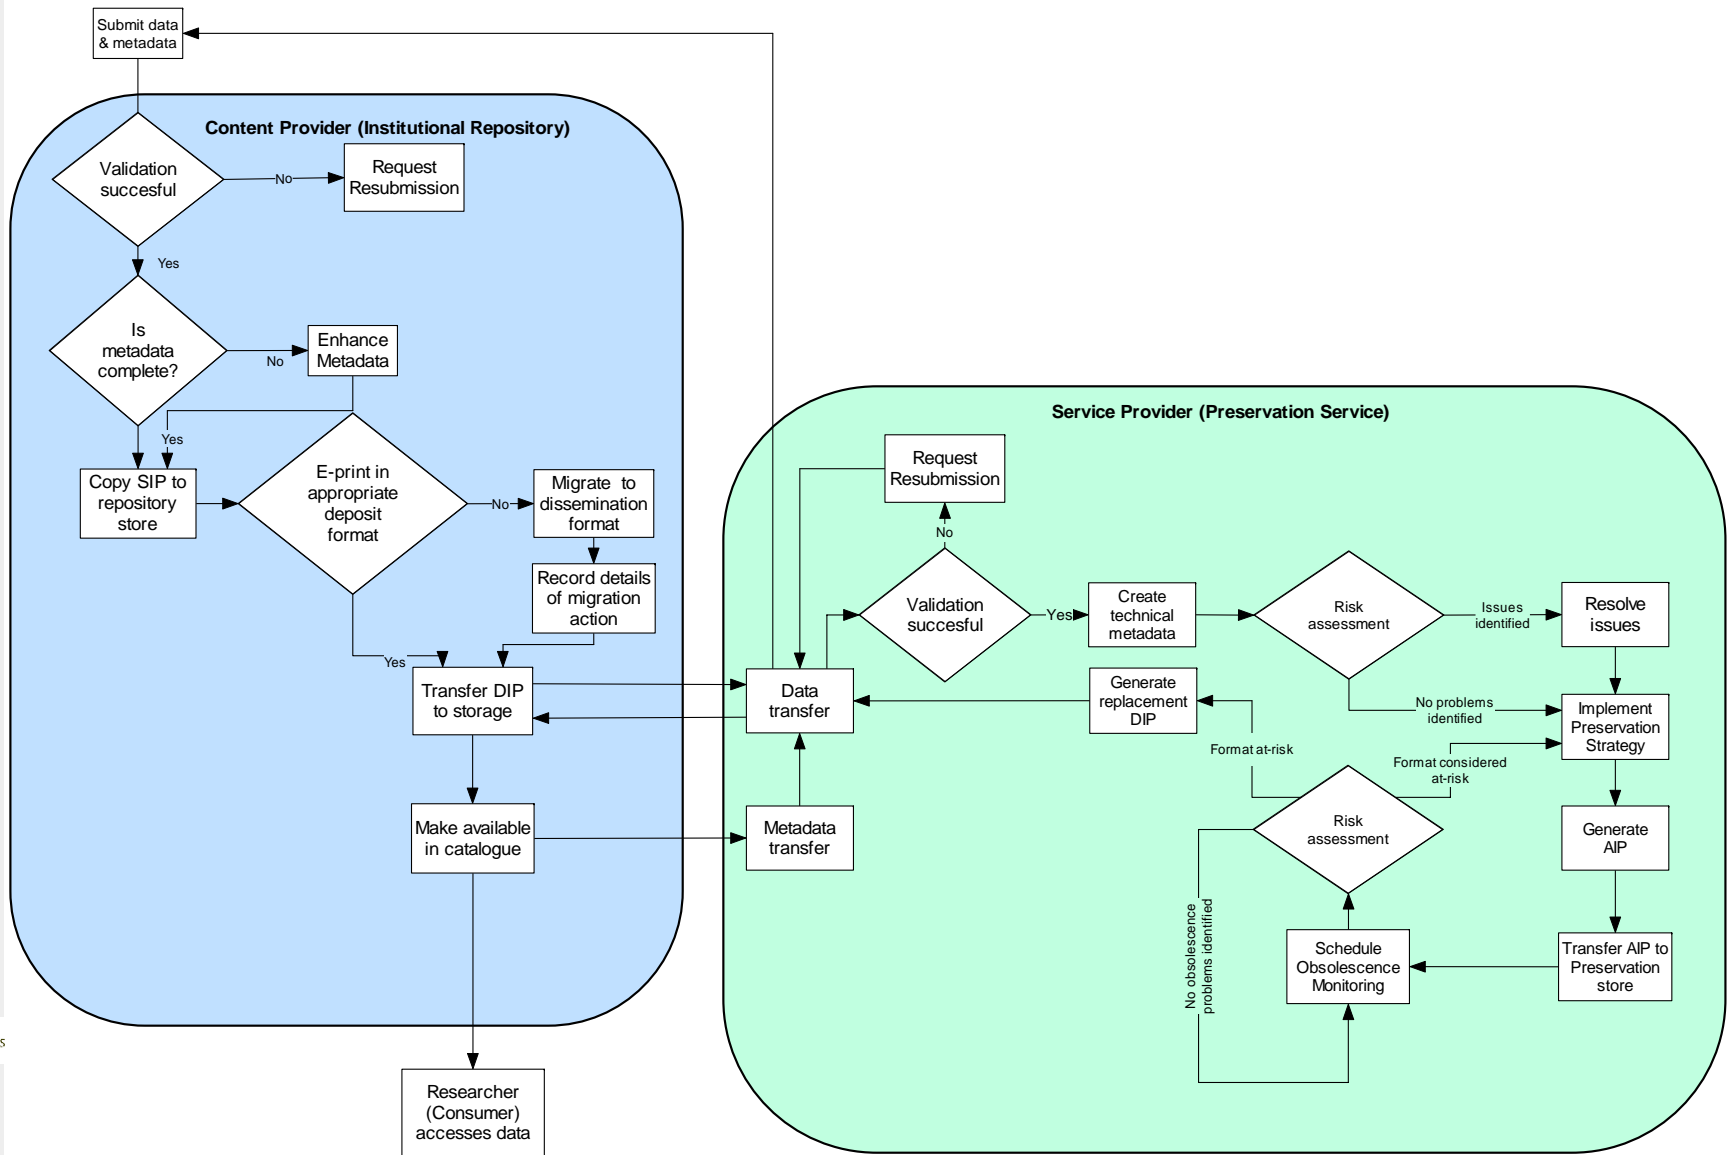 Submit data
& metadata
Content Provider (Institutional Repository)
Validation
succesful
No
Request
Resubmission
Yes
Is
metadata
complete?
No
Enhance
Metadata
Yes
Copy SIP to
repository
store
E-print in
appropriate
deposit
format
No
Migrate to
dissemination
format
Record details
of migration
action
Yes
Transfer DIP
to storage
Make available
in catalogue
Researcher
(Consumer)
accesses data
Service Provider (Preservation Service)
Request
Resubmission
No
Validation
succesful
Yes
Create
technical
metadata
Risk
assessment
Issues
identified
Resolve
issues
Data
transfer
Generate
replacement
DIP
No problems
identified
Implement
Preservation
Strategy
Format at-risk
Format considered
at-risk
Metadata
transfer
Risk
assessment
Generate
AIP
No obsolescence
problems identified
Schedule
Obsolescence
Monitoring
Transfer AIP to
Preservation
store
s